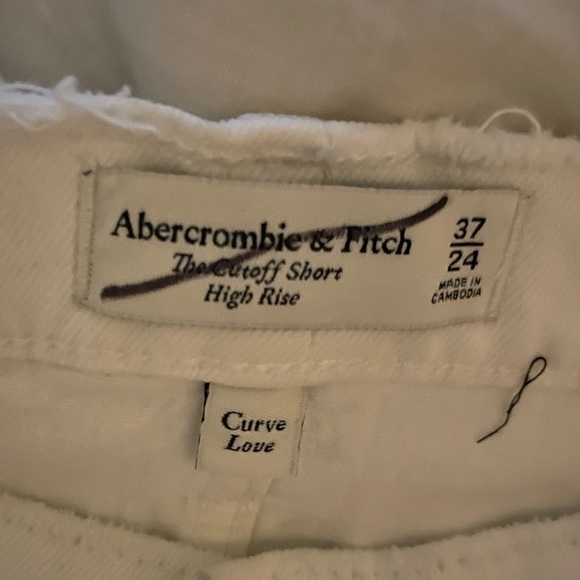 Abercrombie & Fitch
The Cutoff Short
High Rise
37
24
MADE IN
CAMBODIA
Curve
Love